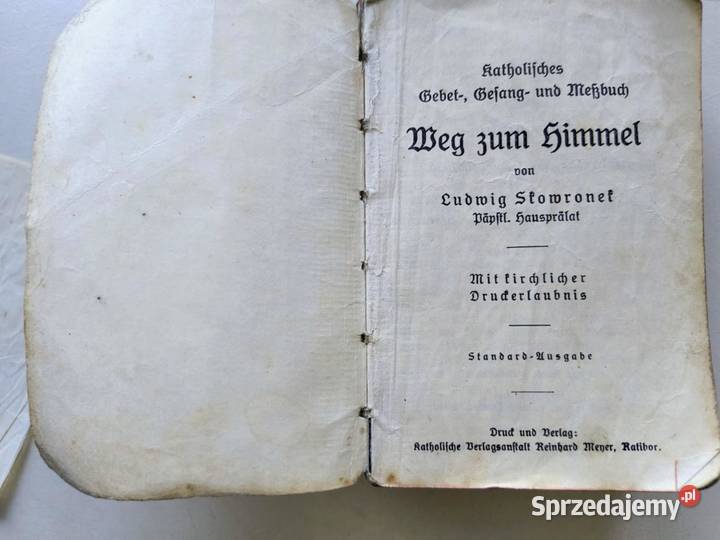 Katholisches
Gebet-, Gesang- und Meßbuch
Weg zum Himmel
von
Ludwig Skowronek
Päpstl. Hausprälat
Mit kirchlicher
Druckerlaubnis
Standard-Ausgabe
Druck und Verlag:
Katholische Verlagsanstalt Reinhard Meyer, Ratibor.
Sprzedajemy.pl